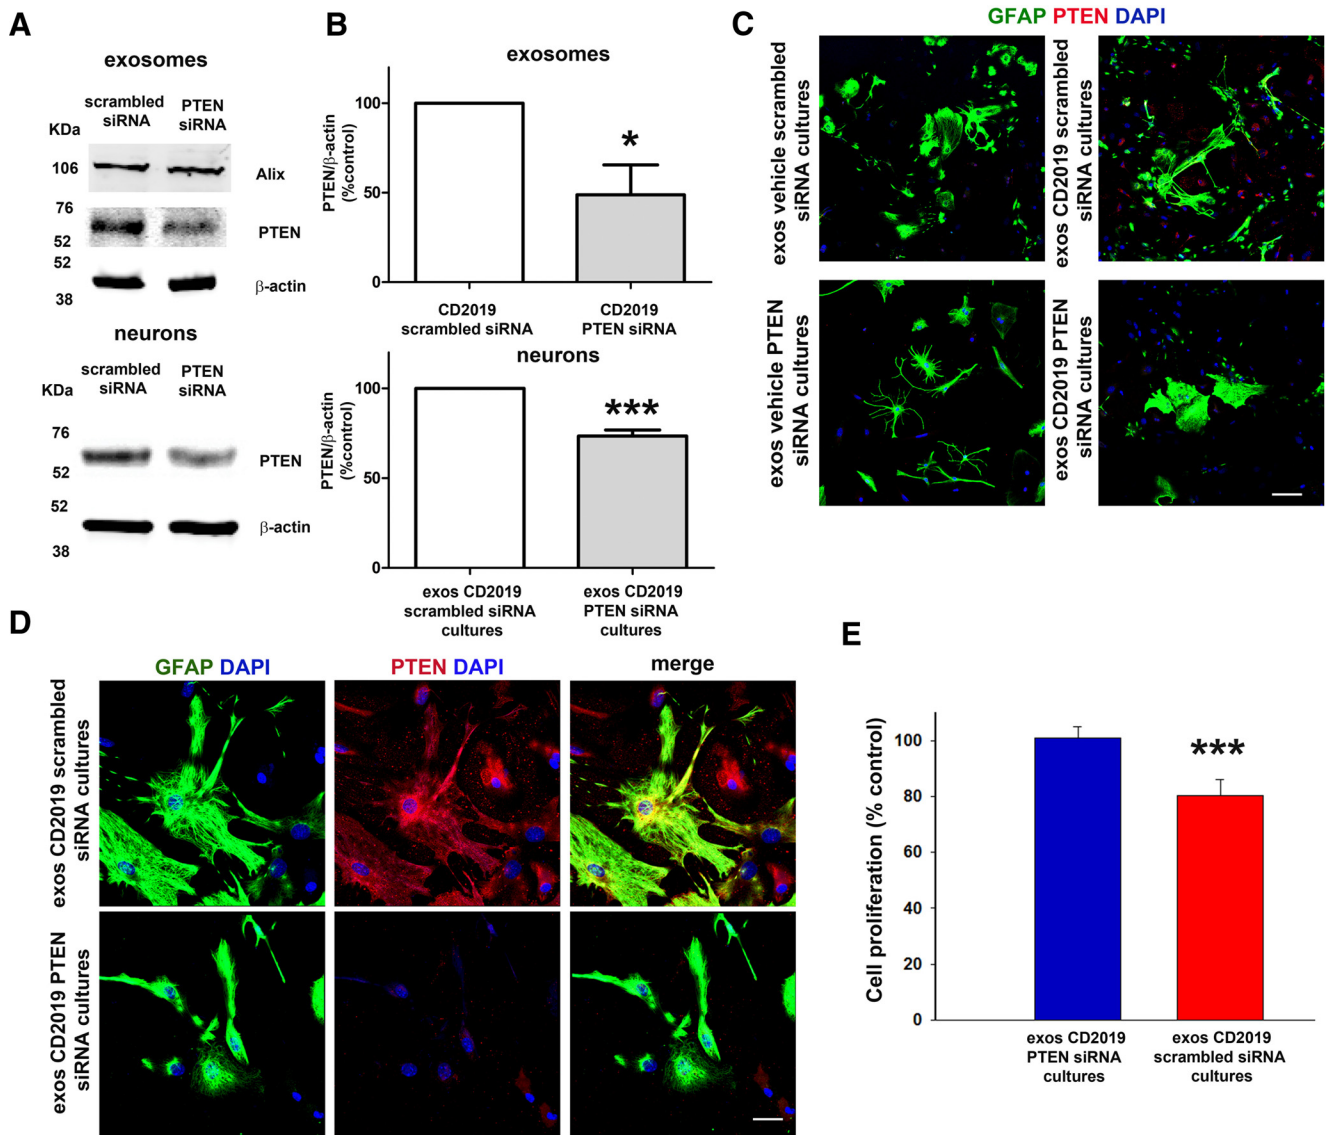 A
exosomes
scrambled siRNA
PTEN siRNA
KDa
106
Alix
76
PTEN
52
52
β-actin
38
neurons
scrambled siRNA
PTEN siRNA
KDa
76
PTEN
52
52
β-actin
38
B
exosomes
PTEN/β-actin
(%control)
100
50
0
*
CD2019
scrambled siRNA
CD2019
PTEN siRNA
neurons
PTEN/β-actin
(%control)
100
50
0
***
exos CD2019
scrambled siRNA
cultures
exos CD2019
PTEN siRNA
cultures
C
GFAP PTEN DAPI
exos vehicle scrambled
siRNA cultures
exos CD2019 scrambled
siRNA cultures
exos vehicle PTEN
siRNA cultures
exos CD2019 PTEN
siRNA cultures
D
GFAP DAPI
PTEN DAPI
merge
exos CD2019 scrambled
siRNA cultures
exos CD2019 PTEN
siRNA cultures
E
Cell proliferation (% control)
100
80
60
40
20
0
***
exos CD2019
PTEN siRNA
cultures
exos CD2019
scrambled siRNA
cultures